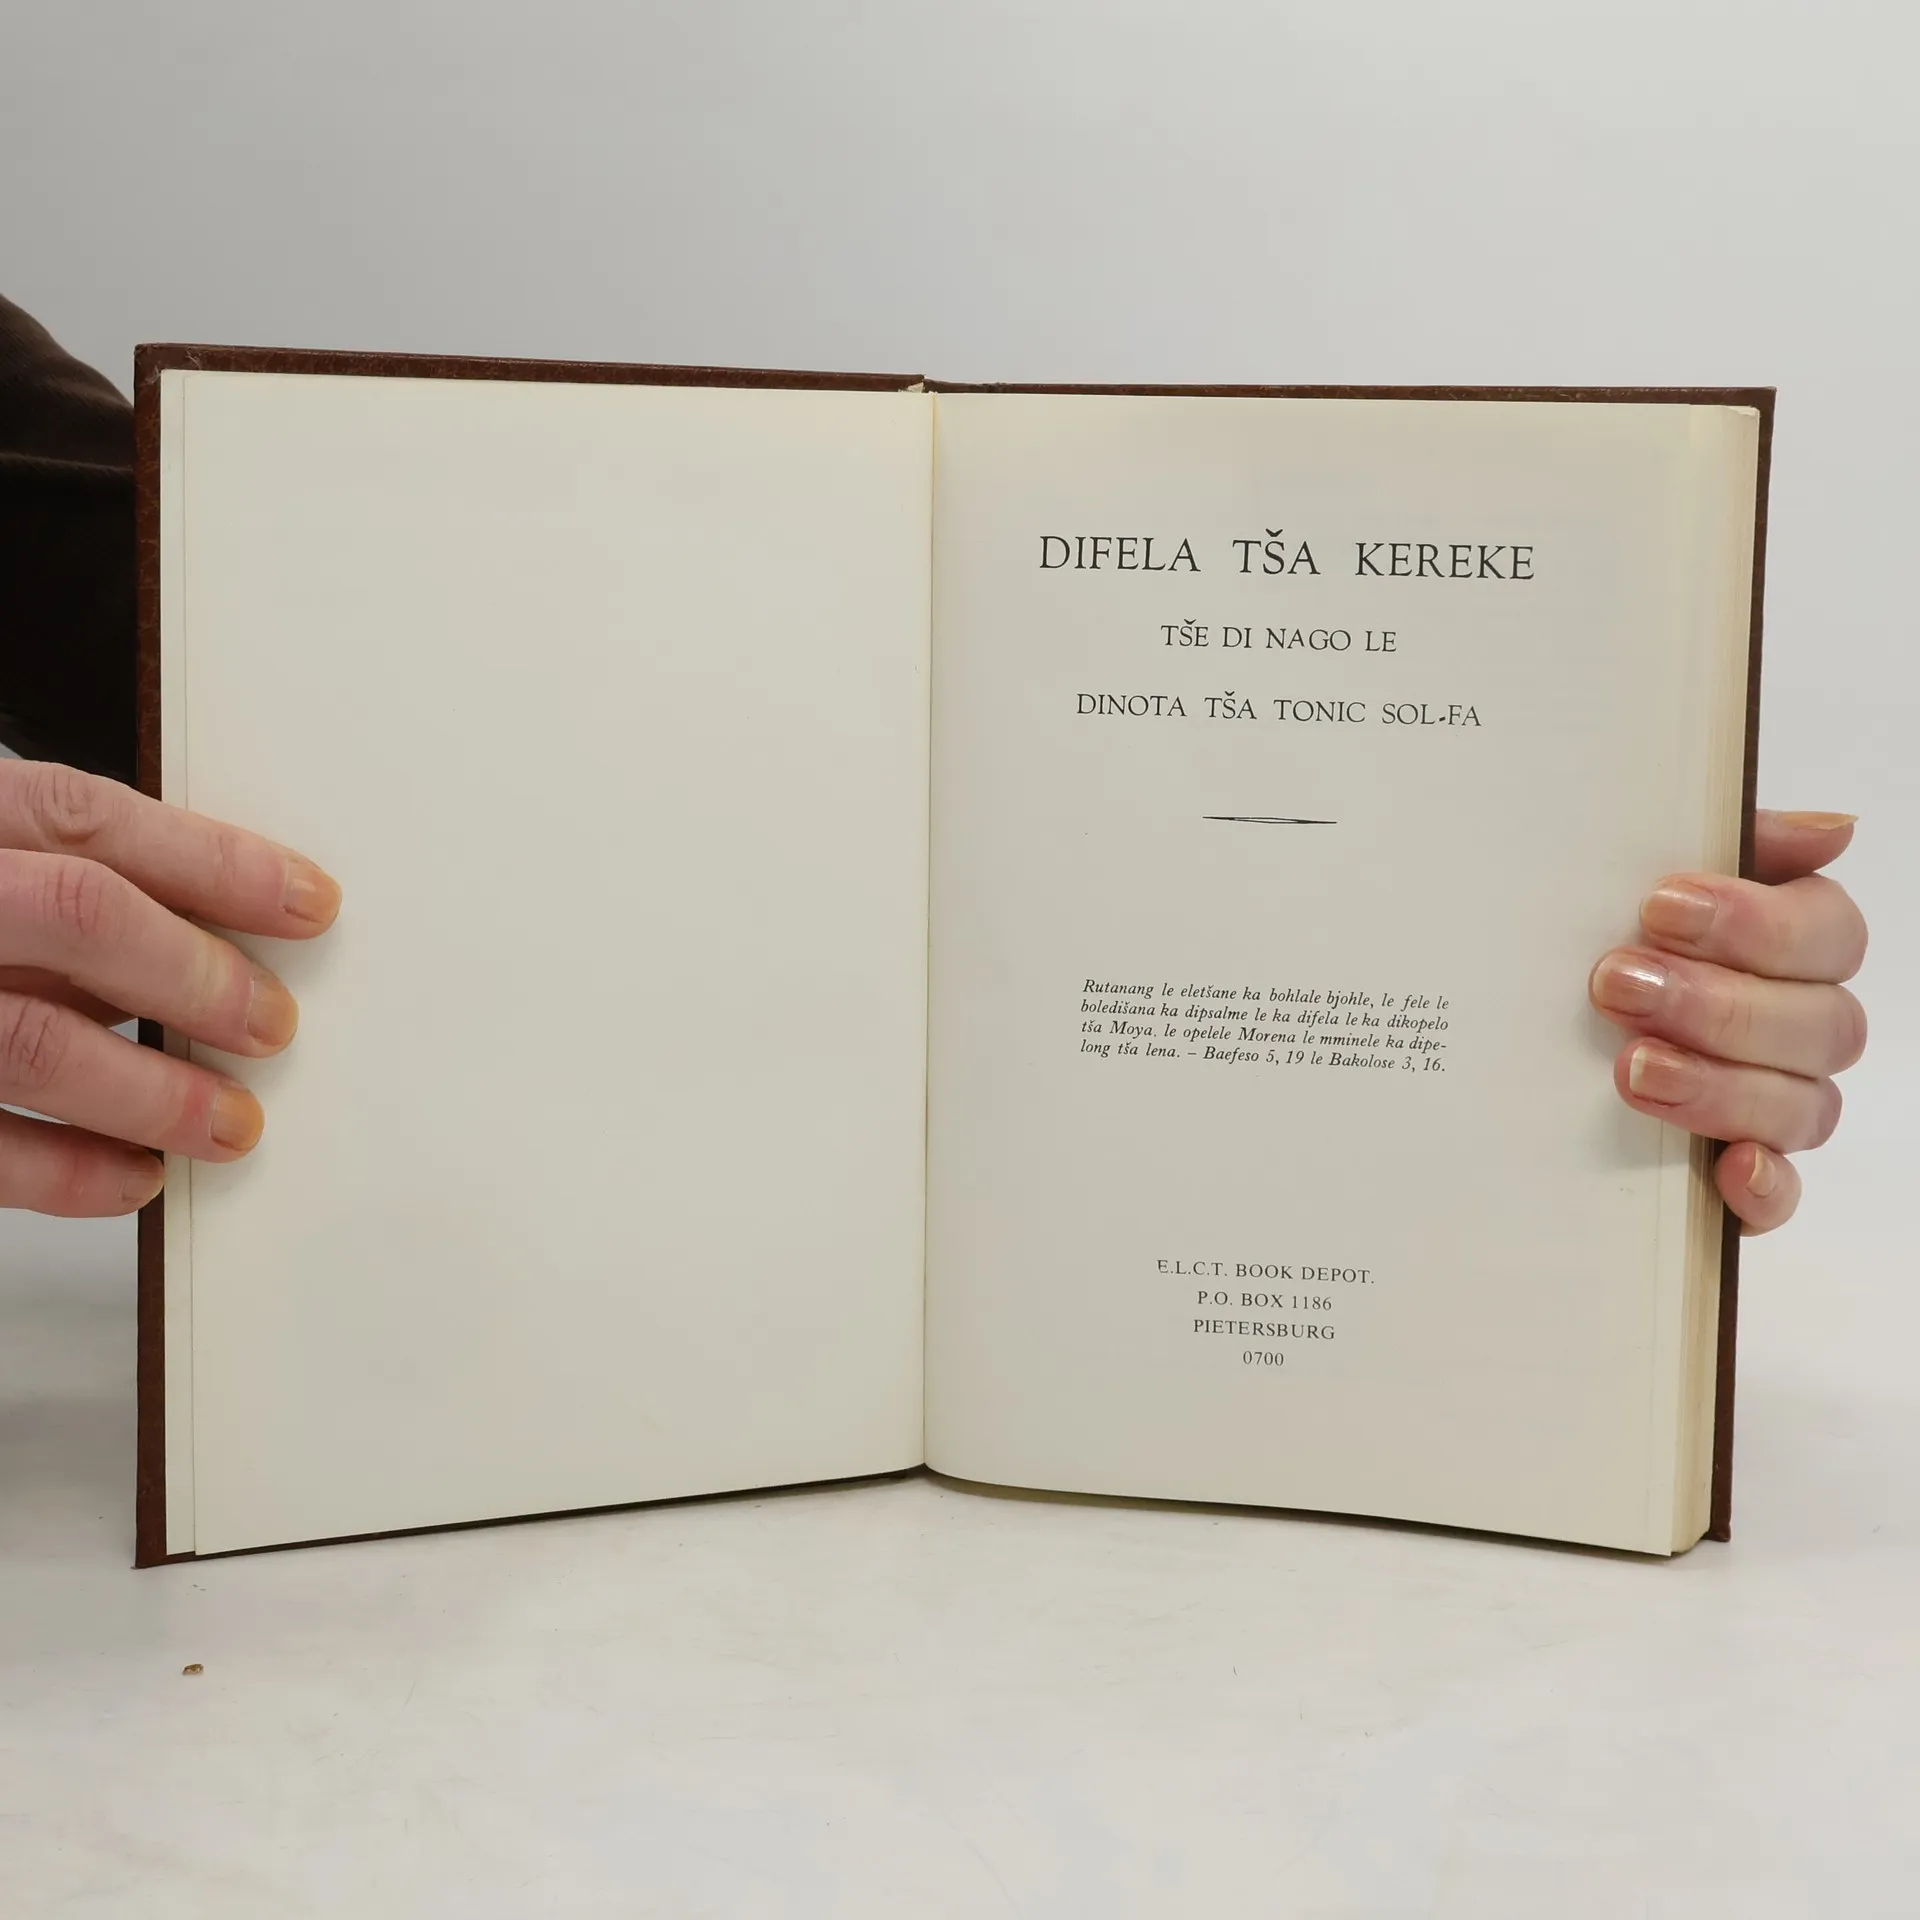 DIFELA TŠA KEREKE
TŠE DI NAGO LE
DINOTA TŠA TONIC SOL-FA
Rutanang le eletšane ka bohlale bjohle, le fele le
boledišana ka dipsalme le ka difela le ka dikopelo
tša Moya, le opelele Morena le mminele ka dipe-
long tša lena. – Baefeso 5, 19 le Bakolose 3, 16.
E.L.C.T. BOOK DEPOT.
P.O. BOX 1186
PIETERSBURG
0700